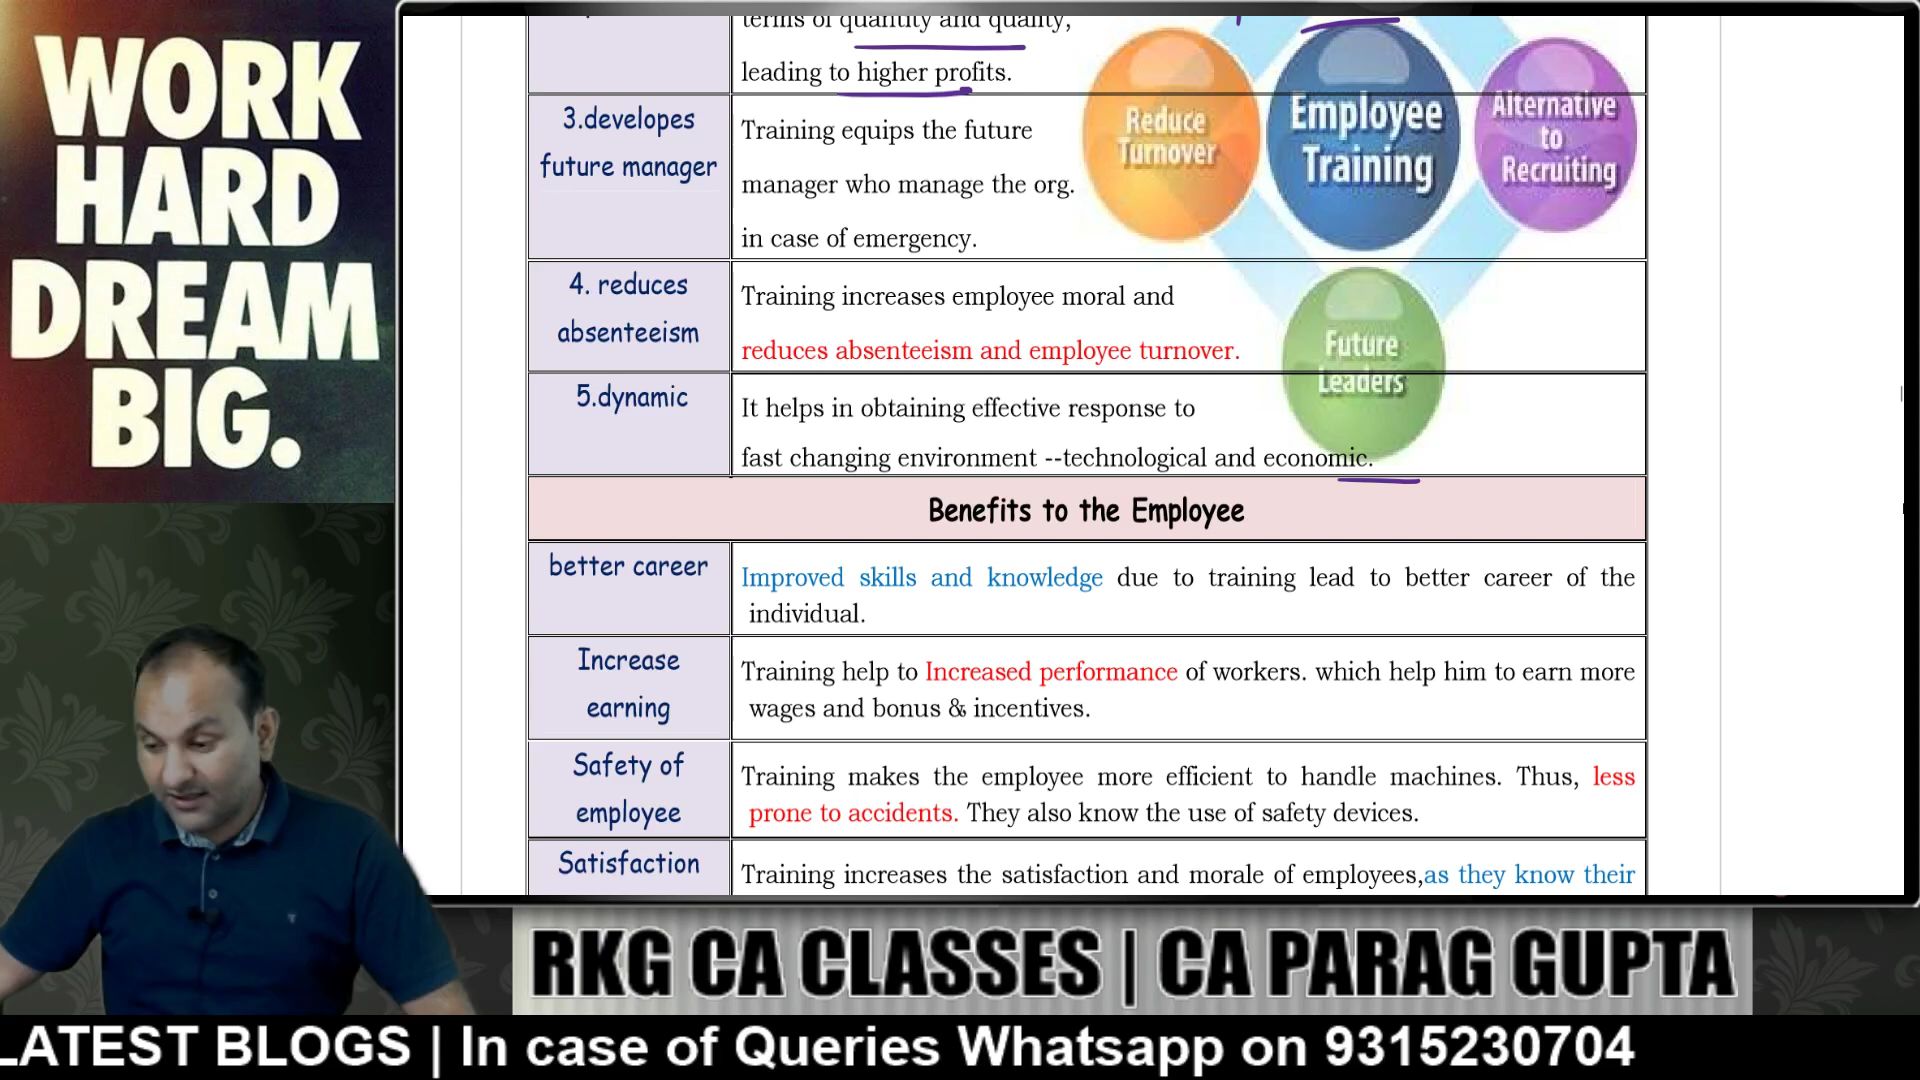 WORK
HARD
DREAM
BIG.
terms of quantity and quality,
leading to higher profits.
3.developes
future manager
Training equips the future
manager who manage the org.
in case of emergency.
Reduce
Turnover
Employee
Training
Alternative
to
Recruiting
4. reduces
absenteeism
Training increases employee moral and
reduces absenteeism and employee turnover.
Future
Leaders
5.dynamic
It helps in obtaining effective response to
fast changing environment --technological and economic.
Benefits to the Employee
better career
Improved skills and knowledge due to training lead to better career of the
individual.
Increase
earning
Training help to Increased performance of workers. which help him to earn more
wages and bonus & incentives.
Safety of
employee
Training makes the employee more efficient to handle machines. Thus, less
prone to accidents. They also know the use of safety devices.
Satisfaction
Training increases the satisfaction and morale of employees,as they know their
RKG CA CLASSES | CA PARAG GUPTA
LATEST BLOGS | In case of Queries Whatsapp on 9315230704